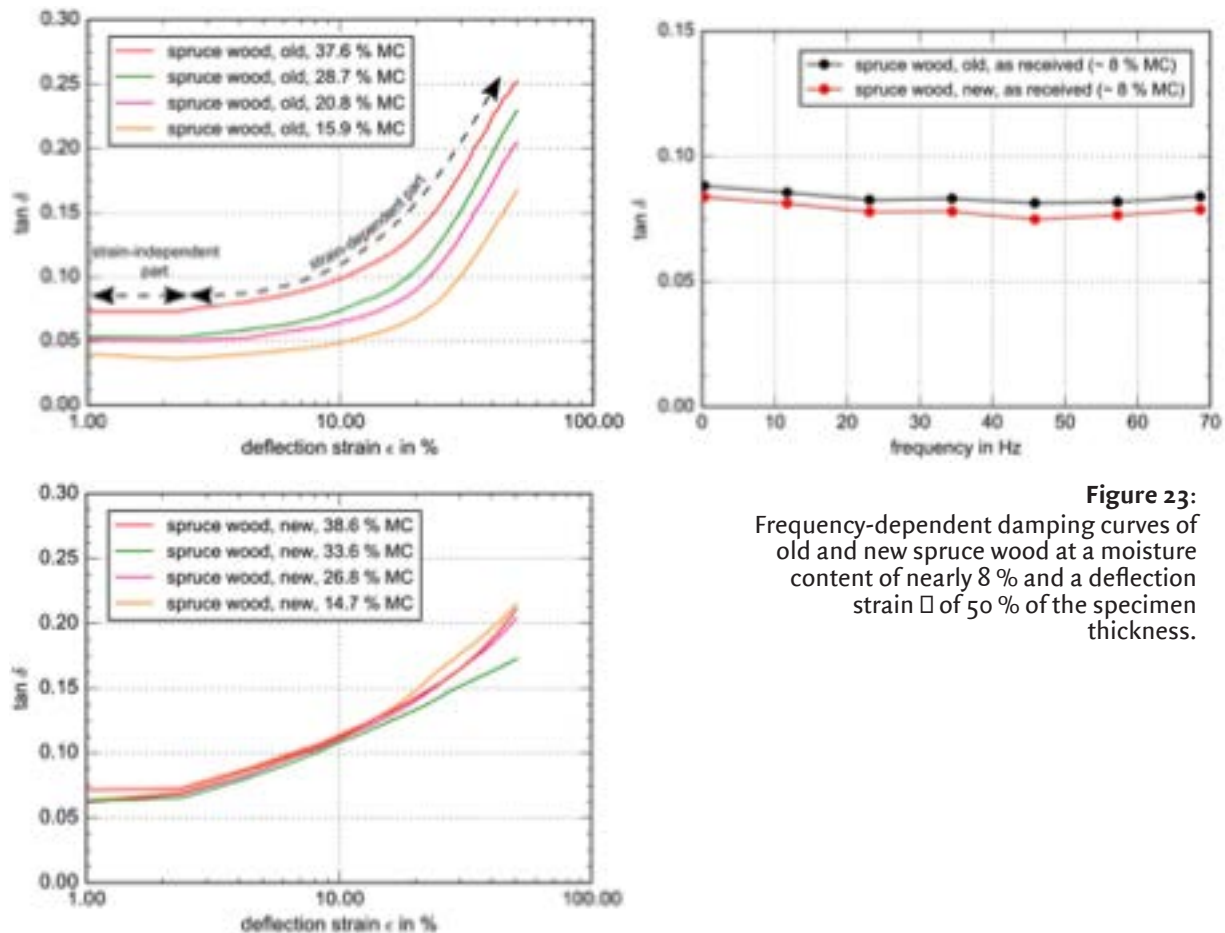 0.30
0.25
0.20
0.15
0.10
0.05
0.00
tan δ
spruce wood, old, 37.6 % MC
spruce wood, old, 28.7 % MC
spruce wood, old, 20.8 % MC
spruce wood, old, 15.9 % MC
strain-independent
part
strain-dependent part
1.00
10.00
100.00
deflection strain ϵ in %
0.15
0.10
0.05
0.00
tan δ
spruce wood, old, as received (~ 8 % MC)
spruce wood, new, as received (~ 8 % MC)
0
10
20
30
40
50
60
70
frequency in Hz
0.30
0.25
0.20
0.15
0.10
0.05
0.00
tan δ
spruce wood, new, 38.6 % MC
spruce wood, new, 33.6 % MC
spruce wood, new, 26.8 % MC
spruce wood, new, 14.7 % MC
1.00
10.00
100.00
deflection strain ϵ in %
Figure 23:
Frequency-dependent damping curves of
old and new spruce wood at a moisture
content of nearly 8 % and a deflection
strain □ of 50 % of the specimen
thickness.